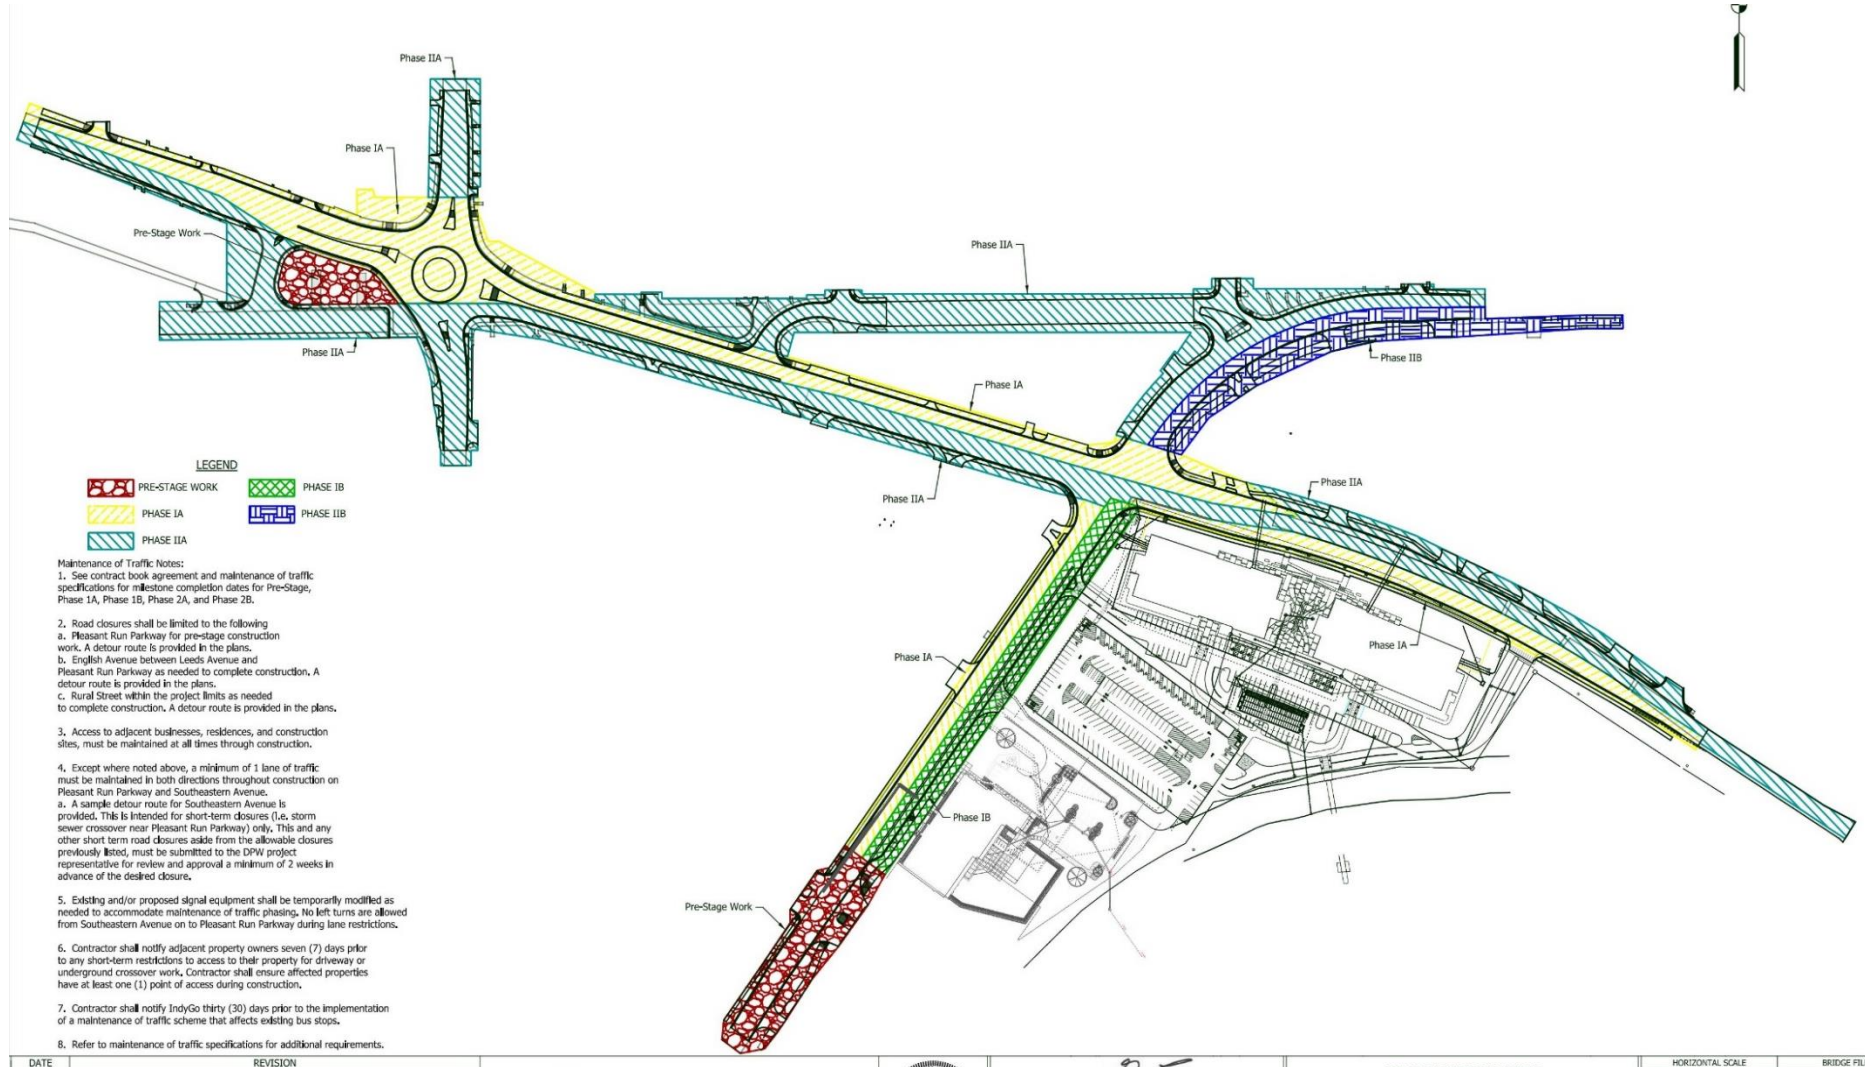 Phase IIA
Phase IA
Pre-Stage Work
Phase IIA
Phase IIA
Phase IIB
Phase IA
Phase IIA
Phase IIA
Phase IA
Phase IA
Phase IB
Pre-Stage Work
LEGEND
PRE-STAGE WORK
PHASE IB
PHASE IA
PHASE IIB
PHASE IIA
Maintenance of Traffic Notes:
1. See contract book agreement and maintenance of traffic
specifications for milestone completion dates for Pre-Stage,
Phase 1A, Phase 1B, Phase 2A, and Phase 2B.
2. Road closures shall be limited to the following
a. Pleasant Run Parkway for pre-stage construction
work. A detour route is provided in the plans.
b. English Avenue between Leeds Avenue and
Pleasant Run Parkway as needed to complete construction. A
detour route is provided in the plans.
c. Rural Street within the project limits as needed
to complete construction. A detour route is provided in the plans.
3. Access to adjacent businesses, residences, and construction
sites, must be maintained at all times through construction.
4. Except where noted above, a minimum of 1 lane of traffic
must be maintained in both directions throughout construction on
Pleasant Run Parkway and Southeastern Avenue.
a. A sample detour route for Southeastern Avenue is
provided. This is intended for short-term closures (i.e. storm
sewer crossover near Pleasant Run Parkway) only. This and any
other short term road closures aside from the allowable closures
previously listed, must be submitted to the DPW project
representative for review and approval a minimum of 2 weeks in
advance of the desired closure.
5. Existing and/or proposed signal equipment shall be temporarily modified as
needed to accommodate maintenance of traffic phasing. No left turns are allowed
from Southeastern Avenue on to Pleasant Run Parkway during lane restrictions.
6. Contractor shall notify adjacent property owners seven (7) days prior
to any short-term restrictions to access to their property for driveway or
underground crossover work. Contractor shall ensure affected properties
have at least one (1) point of access during construction.
7. Contractor shall notify IndyGo thirty (30) days prior to the implementation
of a maintenance of traffic scheme that affects existing bus stops.
8. Refer to maintenance of traffic specifications for additional requirements.
DATE
REVISION
HORIZONTAL SCALE
BRIDGE FIL